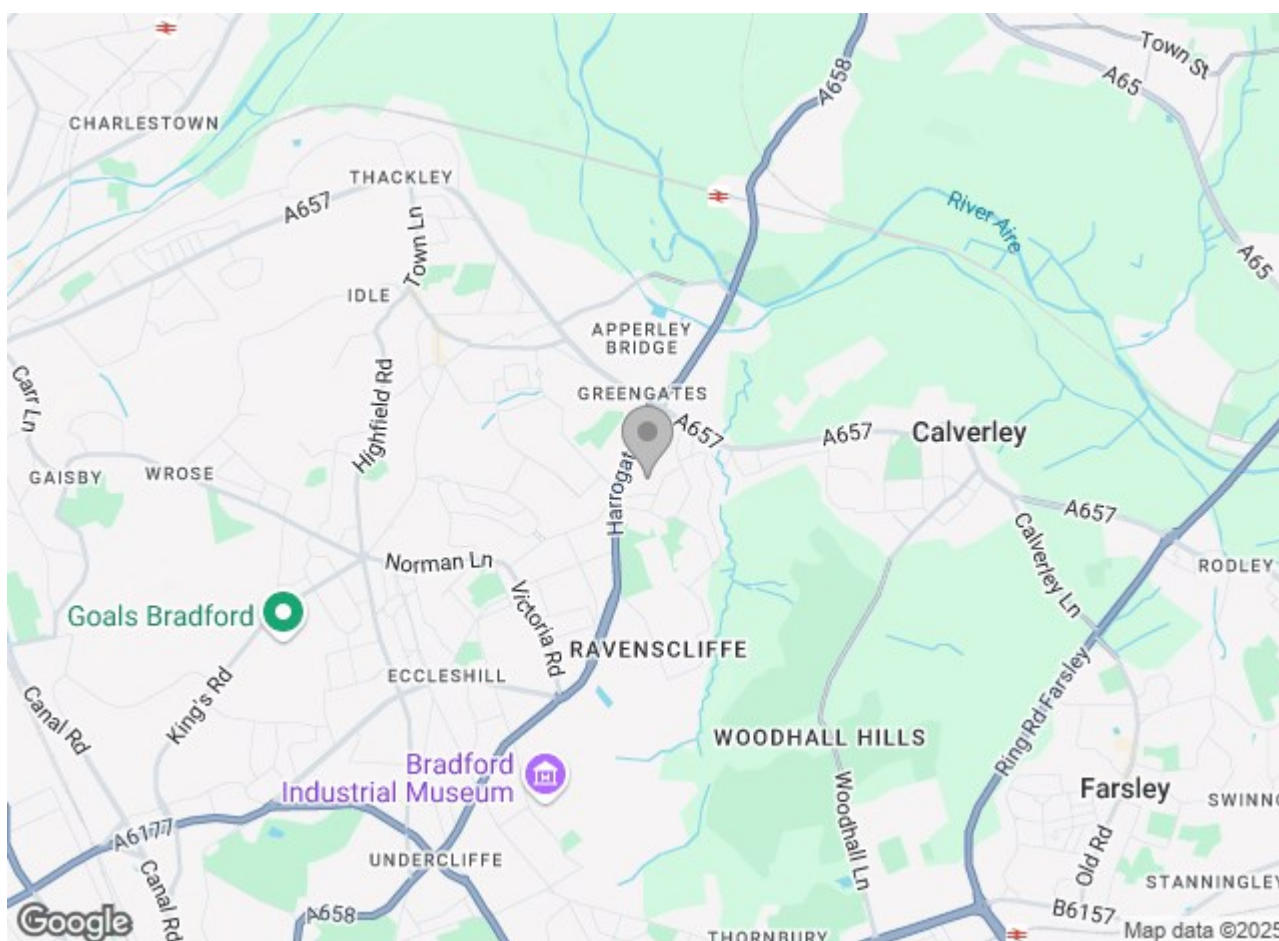 Town St
A65
A658
CHARLESTOWN
THACKLEY
A657
Town Ln
River Aire
A65
IDLE
APPERLEY
BRIDGE
Carr Ln
Highfield Rd
GREENGATES
A657
A657
Calverley
Harrogat
GAISBY
WROSE
A657
Calverley Ln
Norman Ln
RODLEY
Victoria Rd
Goals Bradford
RAVENSCLIFFE
ECCLESHILL
King's Rd
Ring Rd Farsley
Canal Rd
WOODHALL HILLS
Bradford
Industrial Museum
Woodhall Ln
Farsley
SWINNO
A6177
Old Rd
UNDERCLIFFE
Canal Rd
STANNINGLEY
A658
B6157
Google
THORNBURY
Map data ©2025